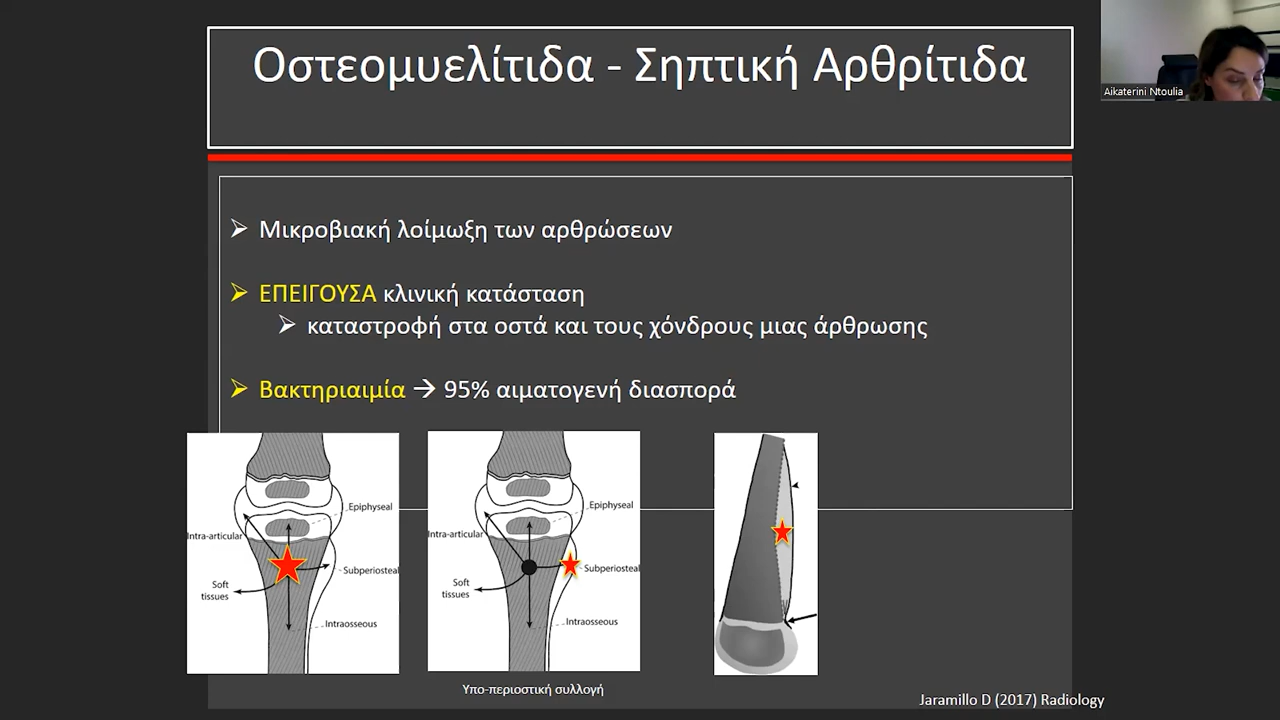 Οστεομυελίτιδα - Σηπτική Αρθρίτιδα
Aikaterini Ntoulia
Μικροβιακή λοίμωξη των αρθρώσεων
ΕΠΕΙΓΟΥΣΑ κλινική κατάσταση
καταστροφή στα οστά και τους χόνδρους μιας άρθρωσης
Βακτηριαιμία → 95% αιματογενή διασπορά
Epiphyseal
Intra-articular
Subperiosteal
Soft
tissues
Intraosseous
Epiphyseal
Intra-articular
Subperiosteal
Soft
tissues
Intraosseous
Υπο-περιοστική συλλογή
Jaramillo D (2017) Radiology